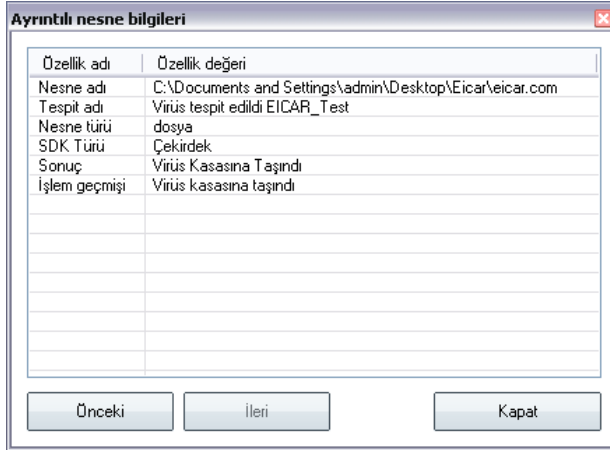 Ayrıntılı nesne bilgileri
Özellik adı Özellik değeri
Nesne adı C:\Documents and Settings\admin\Desktop\Eicar\eicar.com
Tespit adı Virüs tespit edildi EICAR_Test
Nesne türü dosya
SDK Türü Çekirdek
Sonuç Virüs Kasasına Taşındı
İşlem geçmişi Virüs kasasına taşındı
Önceki İleri Kapat